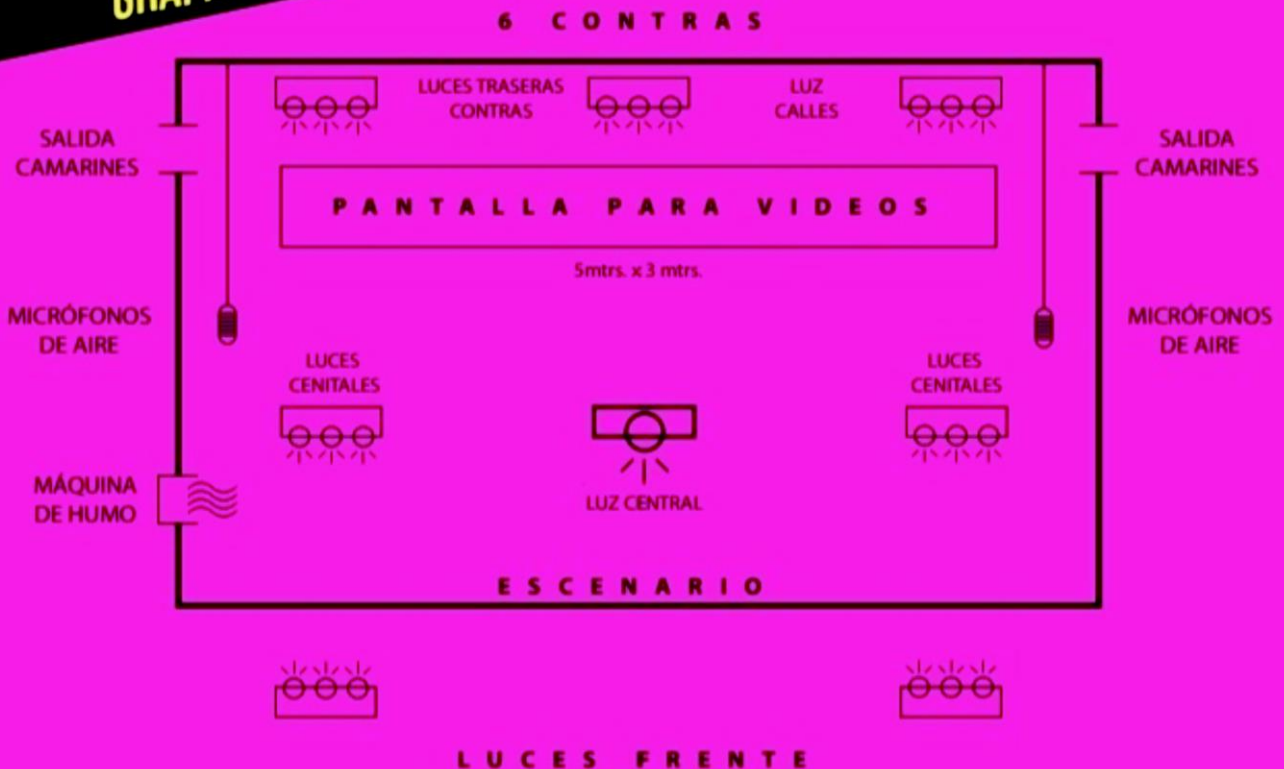 6 CONTRAS
LUCES TRASERAS
CONTRAS
LUZ
CALLES
SALIDA
CAMARINES
SALIDA
CAMARINES
PANTALLA PARA VIDEOS
5mtrs. x 3 mtrs.
MICRÓFONOS
DE AIRE
MICRÓFONOS
DE AIRE
LUCES
CENITALES
LUCES
CENITALES
MÁQUINA
DE HUMO
LUZ CENTRAL
ESCENARIO
LUCES FRENTE